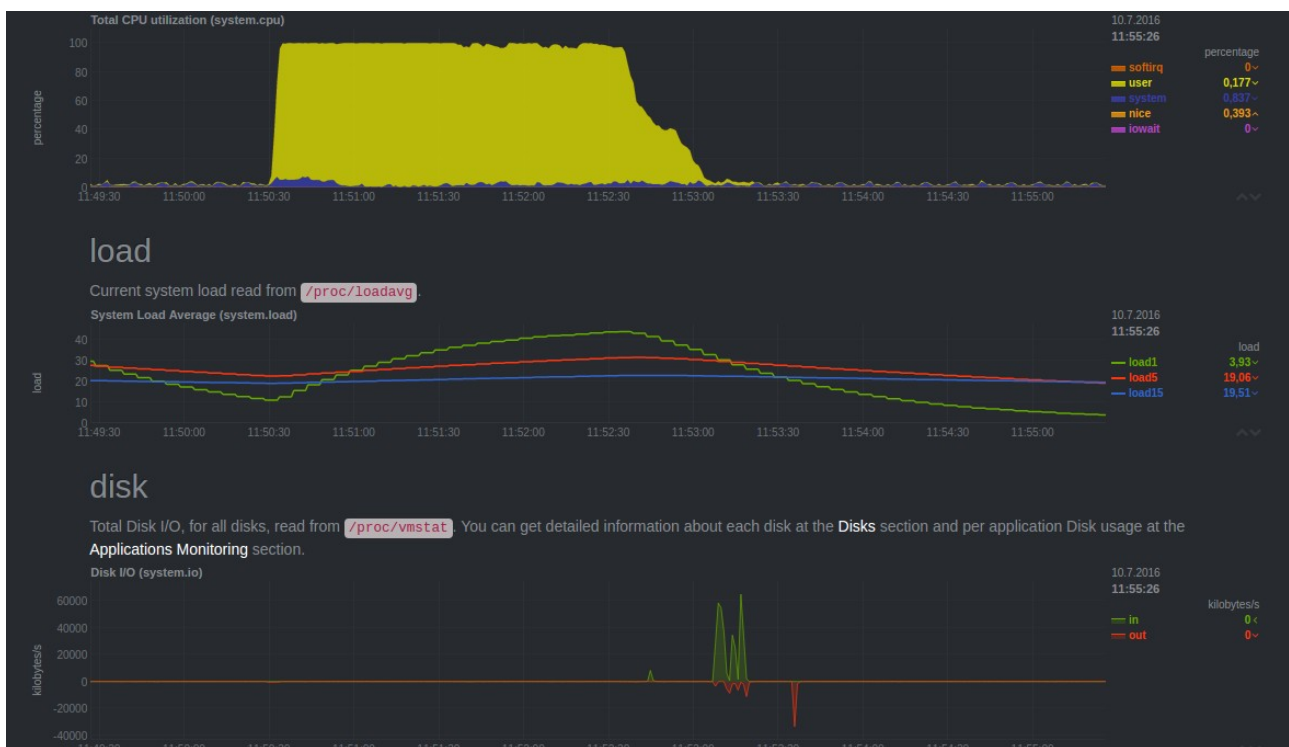 Total CPU utilization (system.cpu)
10.7.2016
11:55:26
percentage
softirq 0
user 0,177
system 0,837
nice 0,393
iowait 0
percentage
100
80
60
40
20
0
11:49:30 11:50:00 11:50:30 11:51:00 11:51:30 11:52:00 11:52:30 11:53:00 11:53:30 11:54:00 11:54:30 11:55:00
load
Current system load read from /proc/loadavg.
System Load Average (system.load)
10.7.2016
11:55:26
load
load1 3,93
load5 19,06
load15 19,51
load
40
30
20
10
0
11:49:30 11:50:00 11:50:30 11:51:00 11:51:30 11:52:00 11:52:30 11:53:00 11:53:30 11:54:00 11:54:30 11:55:00
disk
Total Disk I/O, for all disks, read from /proc/vmstat. You can get detailed information about each disk at the Disks section and per application Disk usage at the
Applications Monitoring section.
Disk I/O (system.io)
10.7.2016
11:55:26
kilobytes/s
in 0
out 0
kilobytes/s
60000
40000
20000
0
-20000
-40000